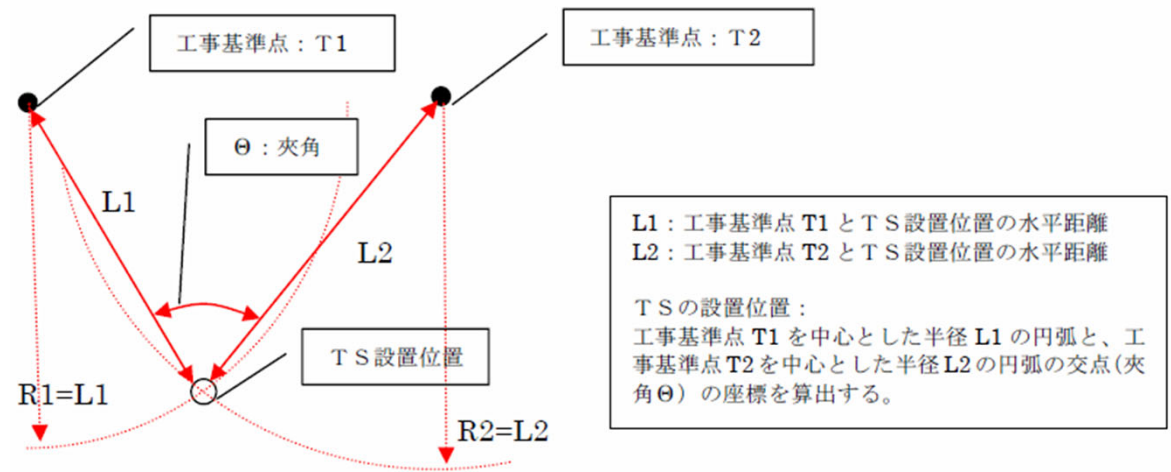 工事基準点：Ｔ1
工事基準点：Ｔ2
Θ：夾角
L1
L2
ＴＳ設置位置
R1=L1
R2=L2
L1：工事基準点 T1 とＴＳ設置位置の水平距離
L2：工事基準点 T2 とＴＳ設置位置の水平距離
ＴＳの設置位置：
工事基準点 T1 を中心とした半径 L1 の円弧と、工
事基準点T2を中心とした半径L2の円弧の交点(夾
角Θ）の座標を算出する。